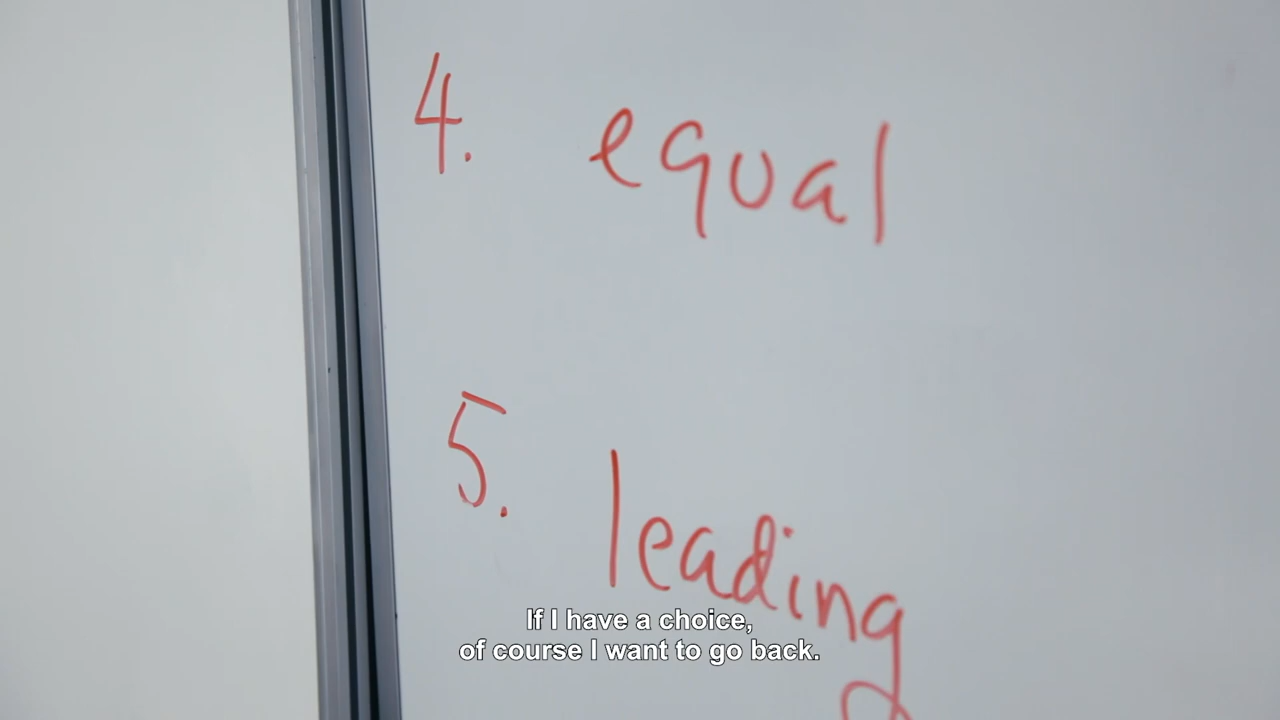 4. equal
5. leading
If I have a choice,
of course I want to go back.